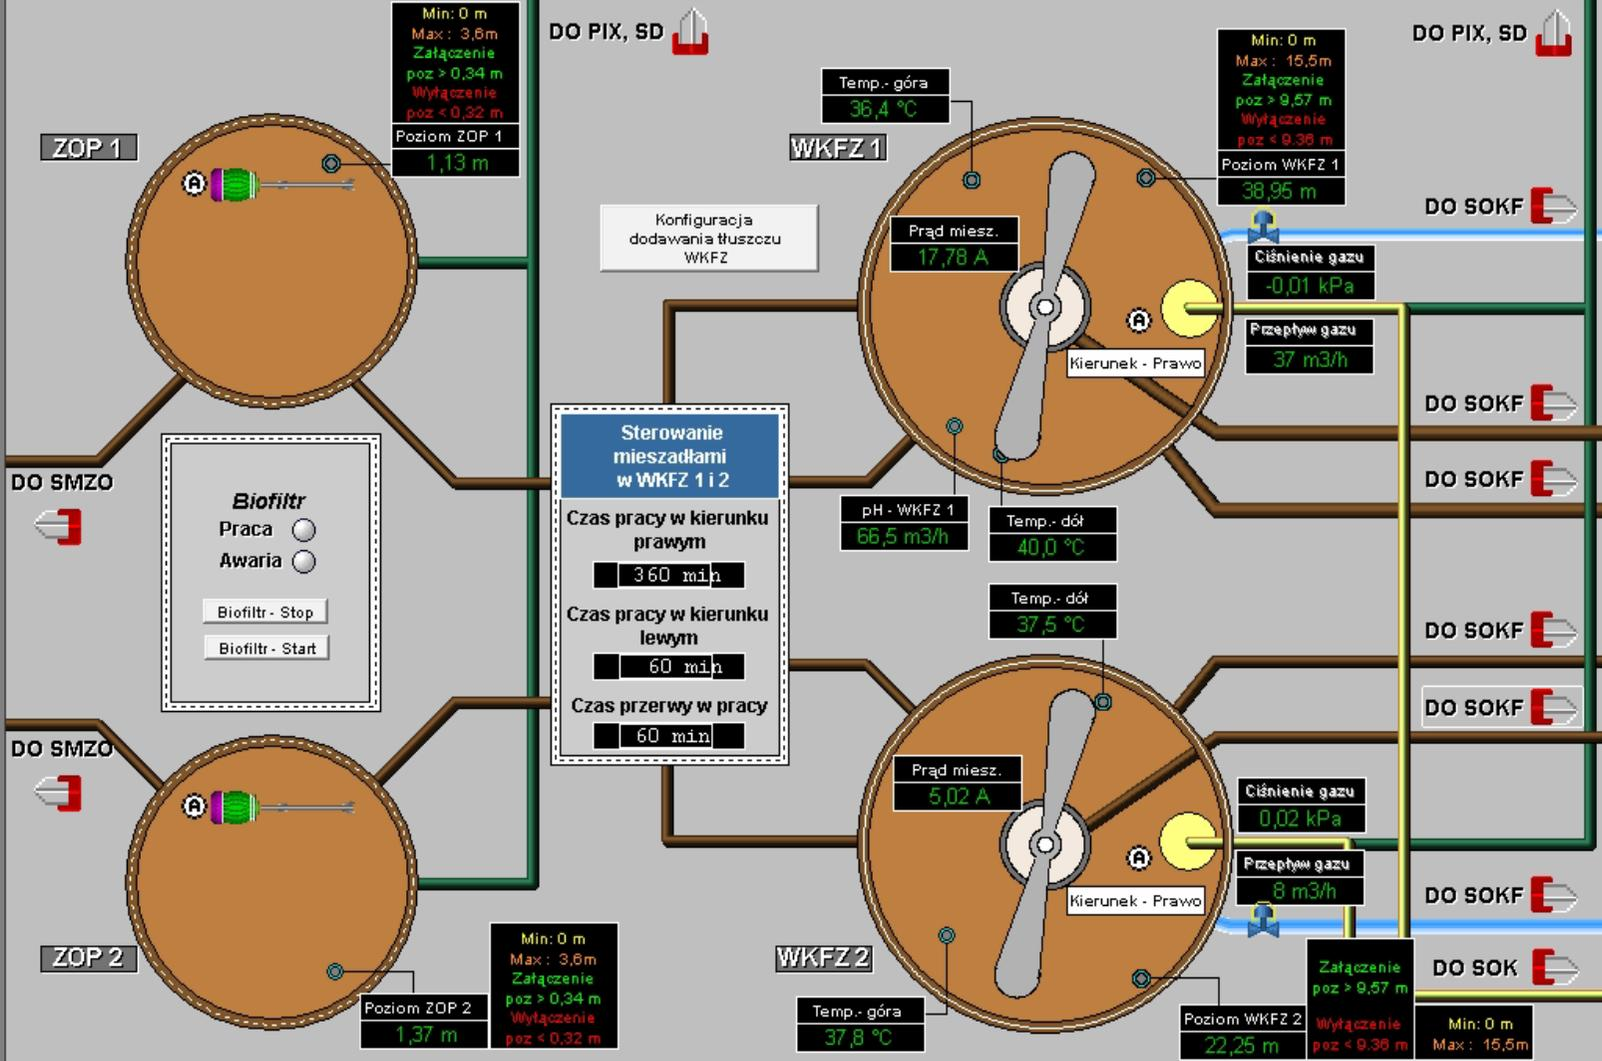 Min: 0 m
Max : 3,6m
Załączenie
poz > 0,34 m
Wyłączenie
poz < 0,32 m
Poziom ZOP 1
1,13 m
DO PIX, SD
DO PIX, SD
ZOP 1
A
Temp.- góra
36,4 °C
WKFZ 1
Min: 0 m
Max : 15,5m
Załączenie
poz > 9,57 m
Wyłączenie
poz < 9.36 m
Poziom WKFZ 1
38,95 m
DO SOKF
Konfiguracja
dodawania tłuszczu
WKFZ
Prąd miesz.
17,78 A
Ciśnienie gazu
-0,01 kPa
A
Przepływ gazu
37 m3/h
Kierunek - Prawo
DO SOKF
DO SOKF
DO SMZO
Biofiltr
Praca
Awaria
Biofiltr - Stop
Biofiltr - Start
Sterowanie
mieszadłami
w WKFZ 1 i 2
Czas pracy w kierunku
prawym
360 min
Czas pracy w kierunku
lewym
60 min
Czas przerwy w pracy
60 min
pH - WKFZ 1
66,5 m3/h
Temp.- dół
40,0 °C
Temp.- dół
37,5 °C
DO SOKF
DO SOKF
DO SMZO
A
ZOP 2
Poziom ZOP 2
1,37 m
Min: 0 m
Max : 3,6m
Załączenie
poz > 0,34 m
Wyłączenie
poz < 0,32 m
Prąd miesz.
5,02 A
A
Kierunek - Prawo
Ciśnienie gazu
0,02 kPa
Przepływ gazu
8 m3/h
DO SOKF
WKFZ 2
Temp.- góra
37,8 °C
Poziom WKFZ 2
22,25 m
Załączenie
poz > 9,57 m
Wyłączenie
poz < 9.36 m
DO SOK
Min: 0 m
Max : 15,5m